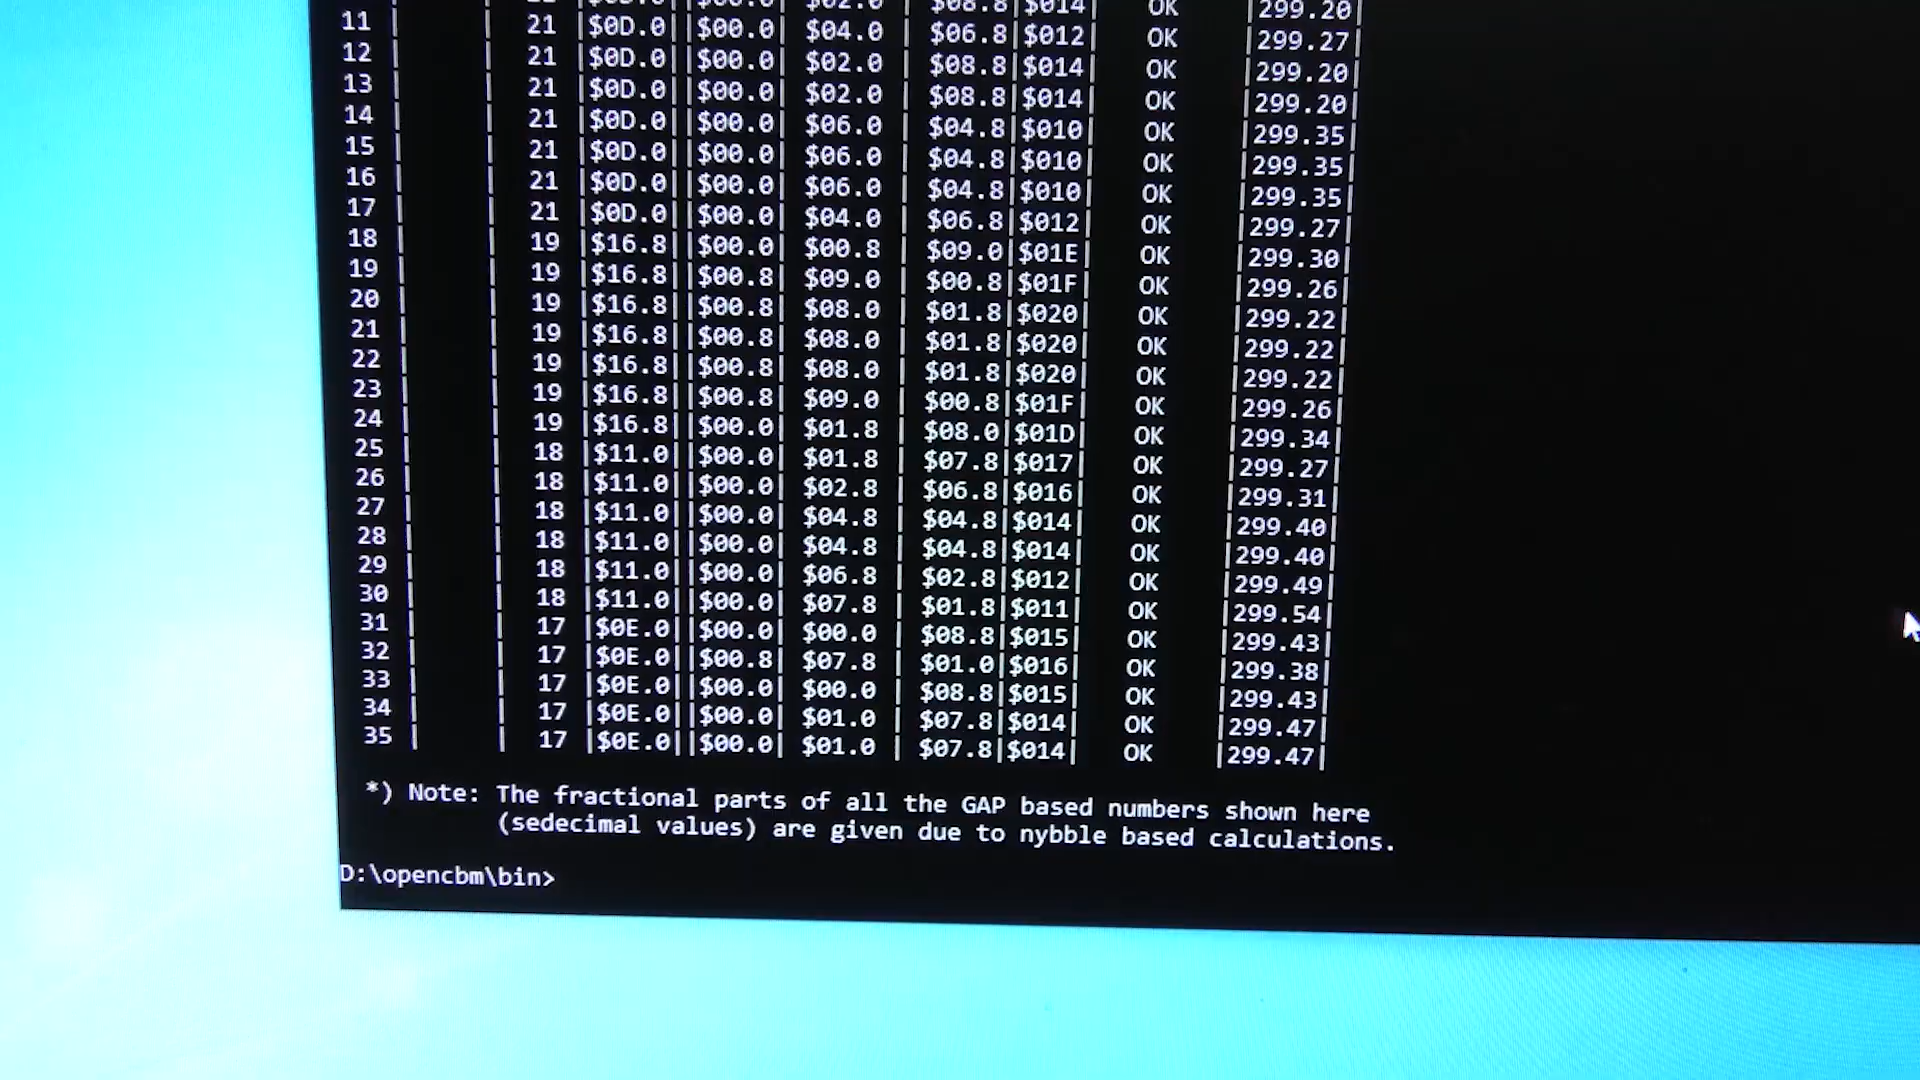 $02.0 | $08.8|$014| OK |299.20|
11 | | 21 |$0D.0||$00.0| $04.0 | $06.8|$012| OK |299.27|
12 | | 21 |$0D.0||$00.0| $02.0 | $08.8|$014| OK |299.20|
13 | | 21 |$0D.0||$00.0| $02.0 | $08.8|$014| OK |299.20|
14 | | 21 |$0D.0||$00.0| $06.0 | $04.8|$010| OK |299.35|
15 | | 21 |$0D.0||$00.0| $06.0 | $04.8|$010| OK |299.35|
16 | | 21 |$0D.0||$00.0| $06.0 | $04.8|$010| OK |299.35|
17 | | 21 |$0D.0||$00.0| $04.0 | $06.8|$012| OK |299.27|
18 | | 19 |$16.8||$00.0| $00.8 | $09.0|$01E| OK |299.30|
19 | | 19 |$16.8||$00.8| $09.0 | $00.8|$01F| OK |299.26|
20 | | 19 |$16.8||$00.8| $08.0 | $01.8|$020| OK |299.22|
21 | | 19 |$16.8||$00.8| $08.0 | $01.8|$020| OK |299.22|
22 | | 19 |$16.8||$00.8| $08.0 | $01.8|$020| OK |299.22|
23 | | 19 |$16.8||$00.8| $09.0 | $00.8|$01F| OK |299.26|
24 | | 19 |$16.8||$00.0| $01.8 | $08.0|$01D| OK |299.34|
25 | | 18 |$11.0||$00.0| $01.8 | $07.8|$017| OK |299.27|
26 | | 18 |$11.0||$00.0| $02.8 | $06.8|$016| OK |299.31|
27 | | 18 |$11.0||$00.0| $04.8 | $04.8|$014| OK |299.40|
28 | | 18 |$11.0||$00.0| $04.8 | $04.8|$014| OK |299.40|
29 | | 18 |$11.0||$00.0| $06.8 | $02.8|$012| OK |299.49|
30 | | 18 |$11.0||$00.0| $07.8 | $01.8|$011| OK |299.54|
31 | | 17 |$0E.0||$00.0| $00.0 | $08.8|$015| OK |299.43|
32 | | 17 |$0E.0||$00.8| $07.8 | $01.0|$016| OK |299.38|
33 | | 17 |$0E.0||$00.0| $00.0 | $08.8|$015| OK |299.43|
34 | | 17 |$0E.0||$00.0| $01.0 | $07.8|$014| OK |299.47|
35 | | 17 |$0E.0||$00.0| $01.0 | $07.8|$014| OK |299.47|
*) Note: The fractional parts of all the GAP based numbers shown here
(sedecimal values) are given due to nybble based calculations.
D:\opencbm\bin>